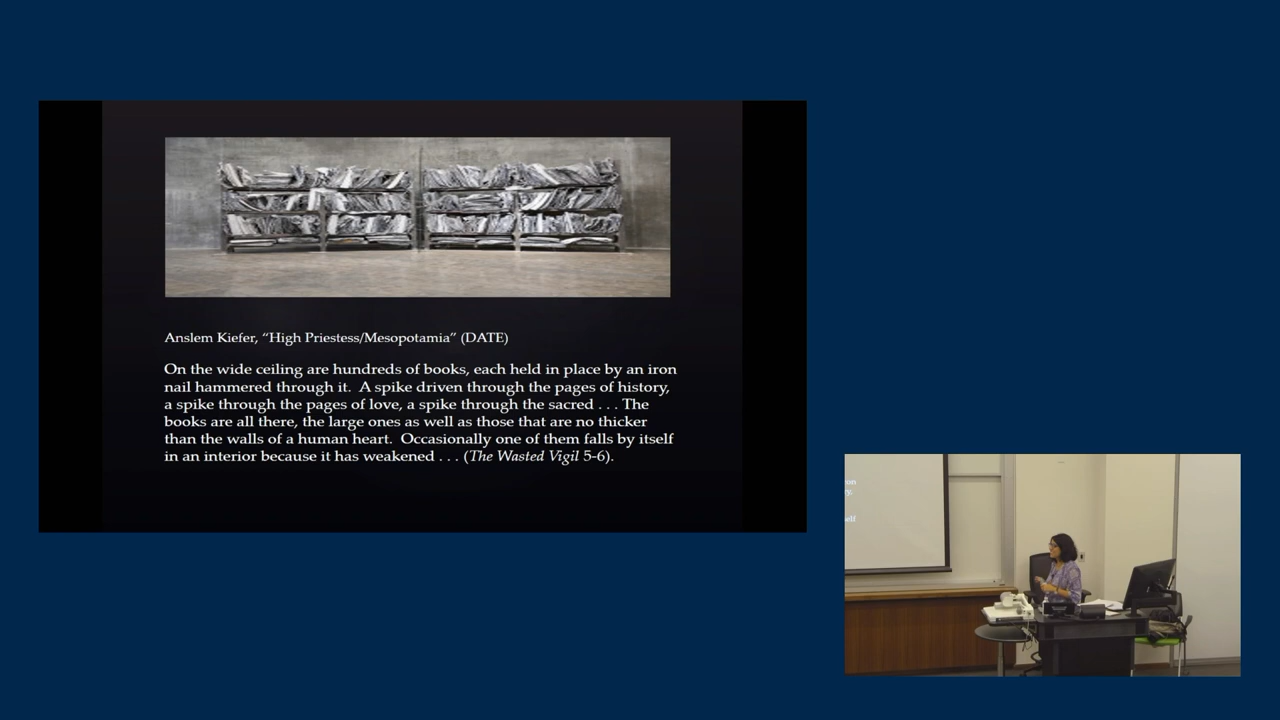 Anslem Kiefer, “High Priestess/Mesopotamia” (DATE)
On the wide ceiling are hundreds of books, each held in place by an iron
nail hammered through it.  A spike driven through the pages of history,
a spike through the pages of love, a spike through the sacred . . . The
books are all there, the large ones as well as those that are no thicker
than the walls of a human heart.  Occasionally one of them falls by itself
in an interior because it has weakened . . . (The Wasted Vigil 5-6).